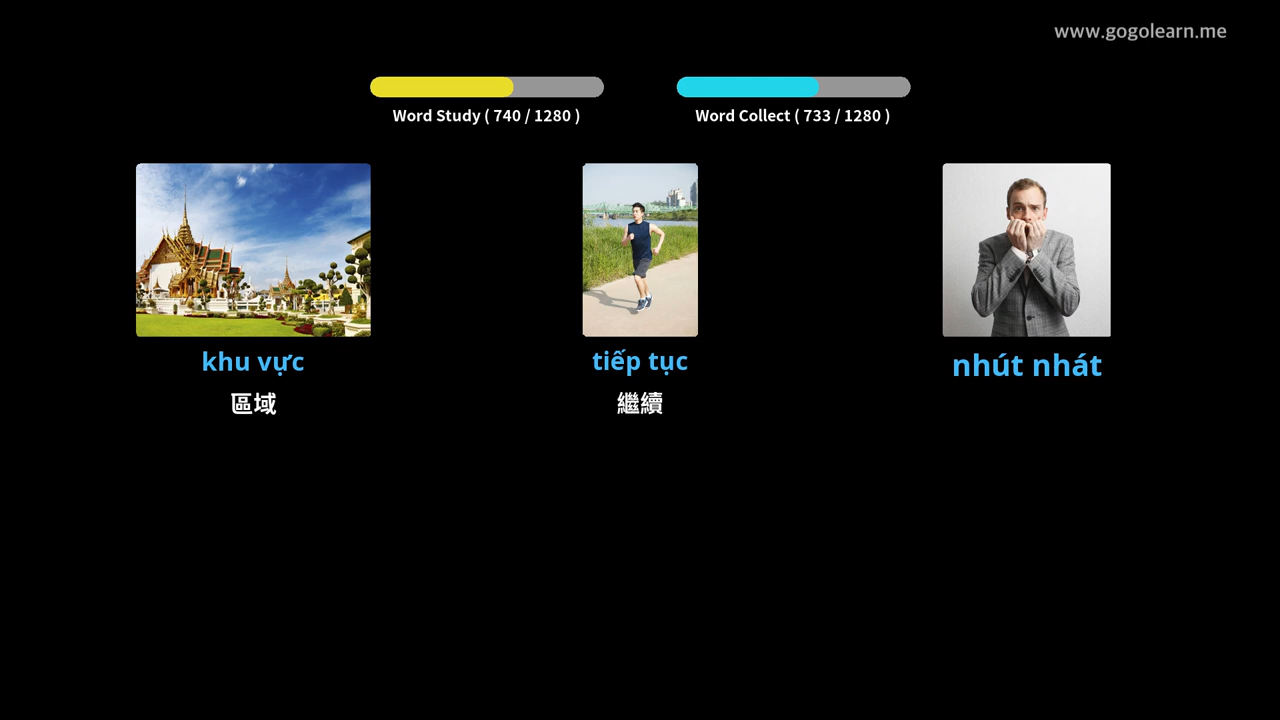 www.gogolearn.me
Word Study ( 740 / 1280 )
Word Collect ( 733 / 1280 )
khu vực
區域
tiếp tục
繼續
nhút nhát